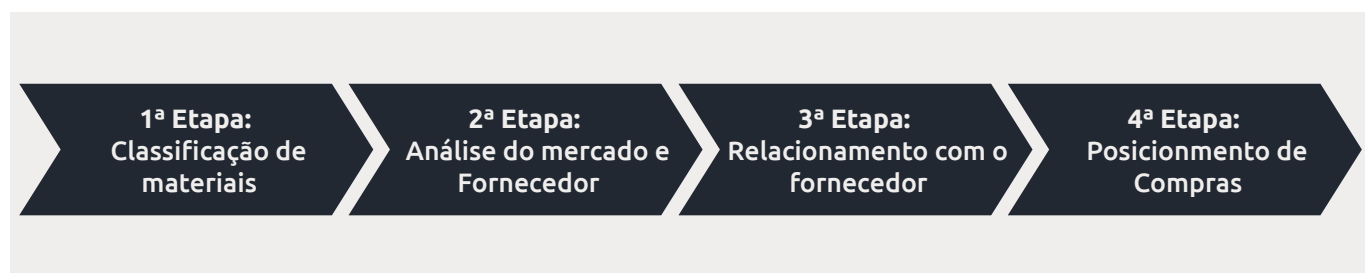 1ª Etapa:
Classificação de
materiais
2ª Etapa:
Análise do mercado e
Fornecedor
3ª Etapa:
Relacionamento com o
fornecedor
4ª Etapa:
Posicionmento de
Compras